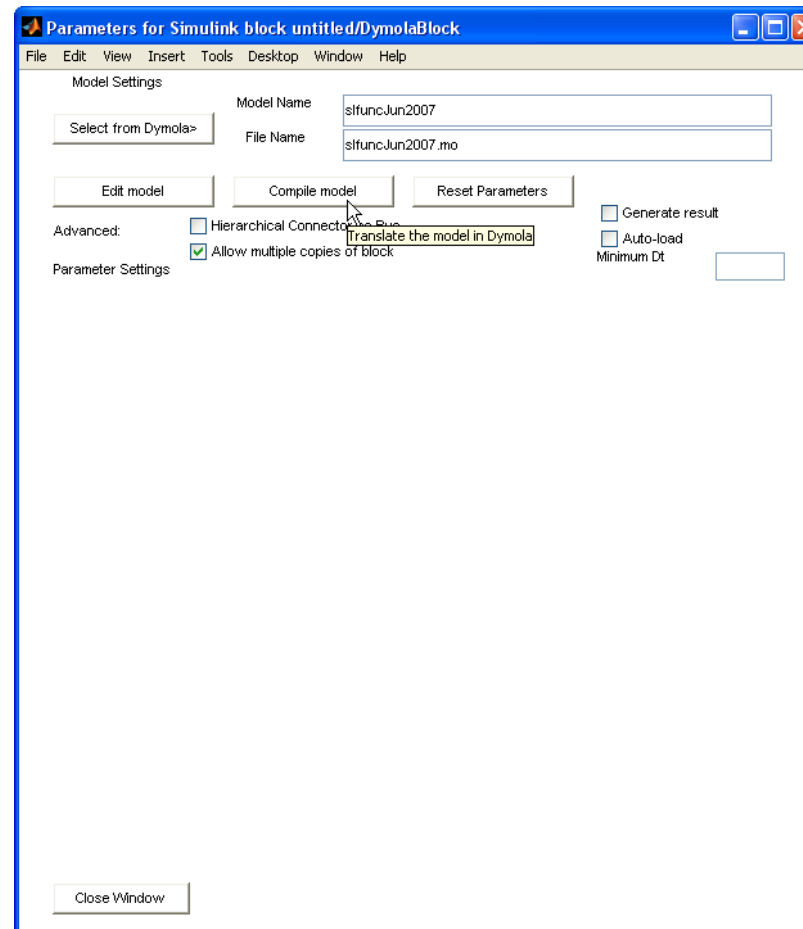 Parameters for Simulink block untitled/DymolaBlock
File Edit View Insert Tools Desktop Window Help
Model Settings
Model Name
slfuncJun2007
Select from Dymola>
File Name
slfuncJun2007.mo
Edit model
Compile model
Reset Parameters
Generate result
Advanced:
Hierarchical Connector
Translate the model in Dymola
Auto-load
Allow multiple copies of block
Minimum Dt
Parameter Settings
Close Window